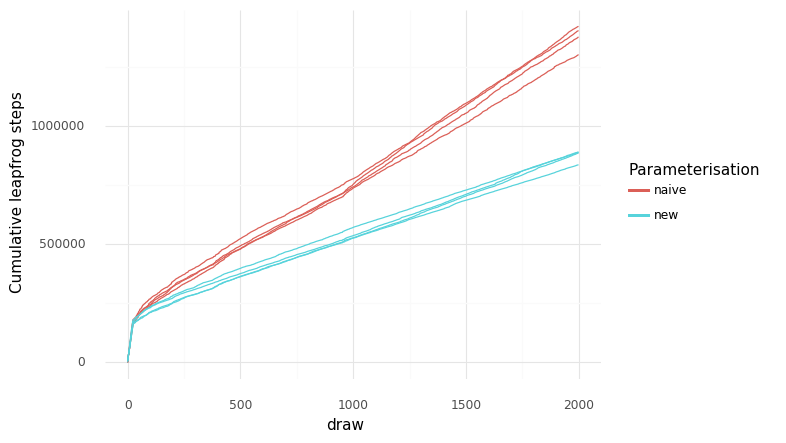 Cumulative leapfrog steps
1000000
500000
0
0 500 1000 1500 2000
draw
Parameterisation
naive
new